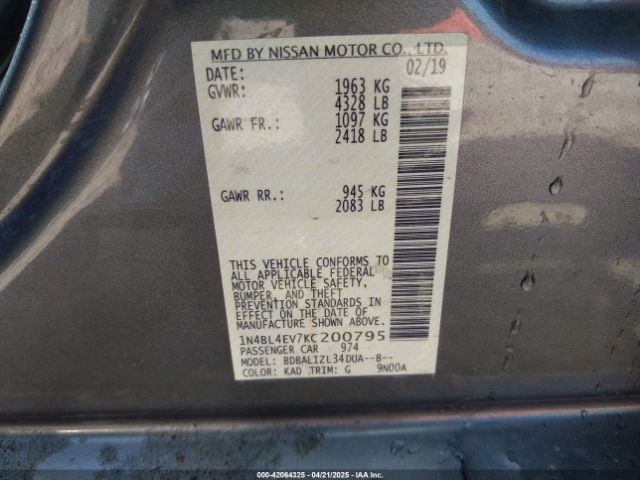 MFD BY NISSAN MOTOR CO., LTD.
DATE: 02/19
GVWR: 1963 KG
4328 LB
GAWR FR.: 1097 KG
2418 LB
GAWR RR.: 945 KG
2083 LB
THIS VEHICLE CONFORMS TO
ALL APPLICABLE FEDERAL
MOTOR VEHICLE SAFETY,
BUMPER, AND THEFT
PREVENTION STANDARDS IN
EFFECT ON THE DATE OF
MANUFACTURE SHOWN ABOVE.
1N4BL4EV7KC200795
PASSENGER CAR 974
MODEL: BDBALIZL34DUA--B--
COLOR: KAD TRIM: G 9N00A
000-42064325 | 04/21/2025 | IAAI.COM